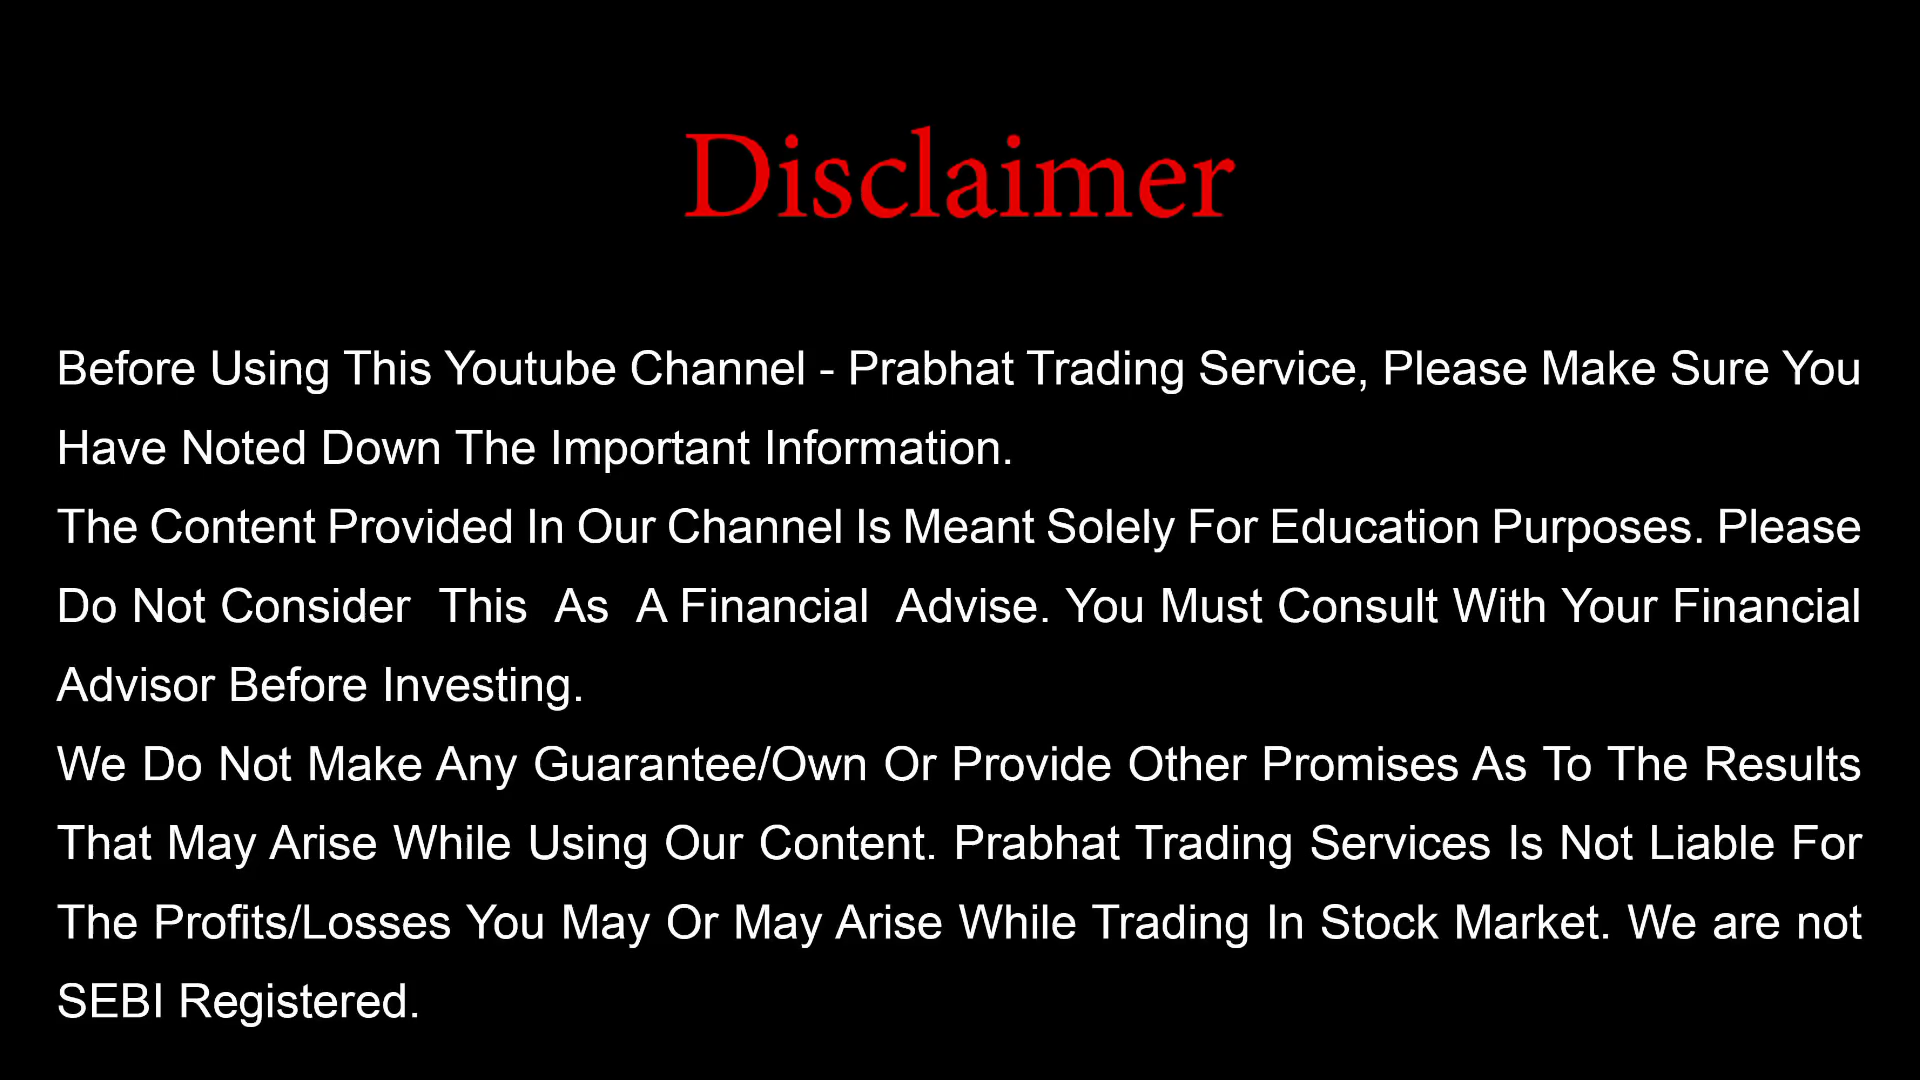 Disclaimer
Before Using This Youtube Channel - Prabhat Trading Service, Please Make Sure You
Have Noted Down The Important Information.
The Content Provided In Our Channel Is Meant Solely For Education Purposes. Please
Do Not Consider This As A Financial Advise. You Must Consult With Your Financial
Advisor Before Investing.
We Do Not Make Any Guarantee/Own Or Provide Other Promises As To The Results
That May Arise While Using Our Content. Prabhat Trading Services Is Not Liable For
The Profits/Losses You May Or May Arise While Trading In Stock Market. We are not
SEBI Registered.